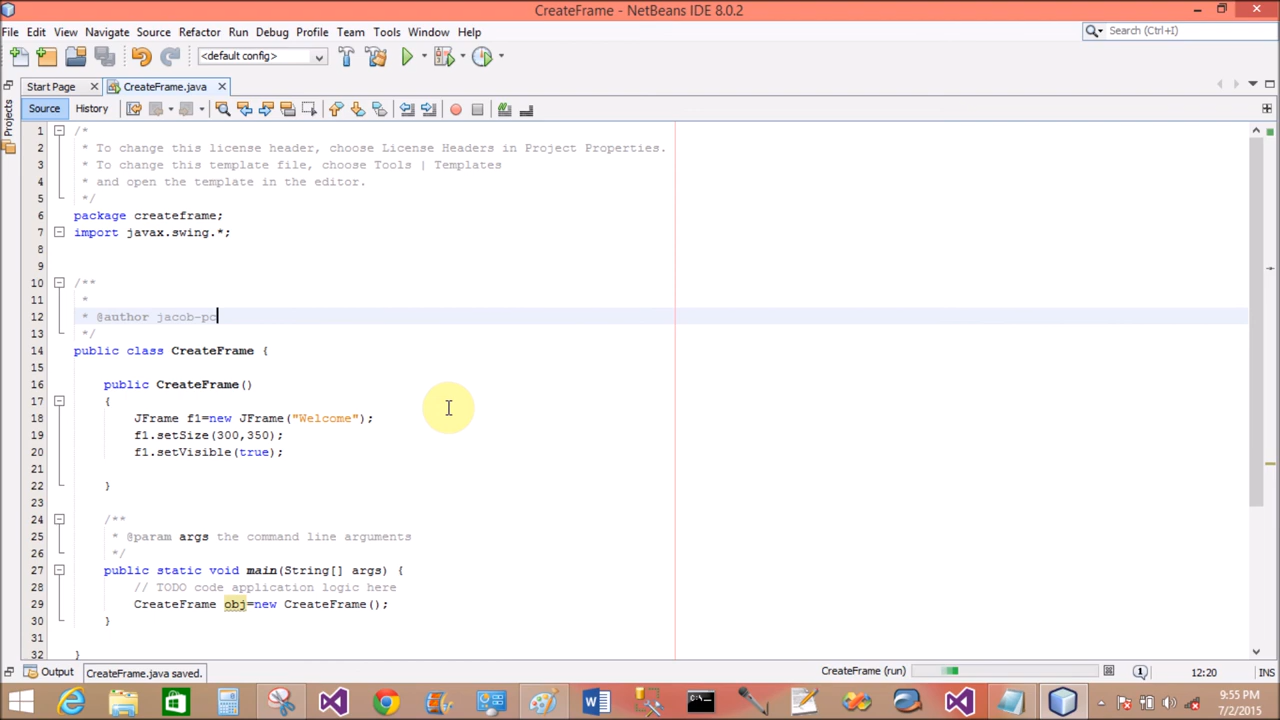 CreateFrame - NetBeans IDE 8.0.2
File Edit View Navigate Source Refactor Run Debug Profile Team Tools Window Help
Search (Ctrl+I)
<default config>
Start Page CreateFrame.java
Projects
Source History
1 /*
2 * To change this license header, choose License Headers in Project Properties.
3 * To change this template file, choose Tools | Templates
4 * and open the template in the editor.
5 */
6 package createframe;
7 import javax.swing.*;
8
9
10 /**
11 *
12 * @author jacob-pc
13 */
14 public class CreateFrame {
15
16 public CreateFrame()
17 {
18 JFrame f1=new JFrame("Welcome");
19 f1.setSize(300,350);
20 f1.setVisible(true);
21
22 }
23
24 /**
25 * @param args the command line arguments
26 */
27 public static void main(String[] args) {
28 // TODO code application logic here
29 CreateFrame obj=new CreateFrame();
30 }
31
32 }
Output CreateFrame.java saved. CreateFrame (run) 1 12:20 INS
9:55 PM
7/2/2015